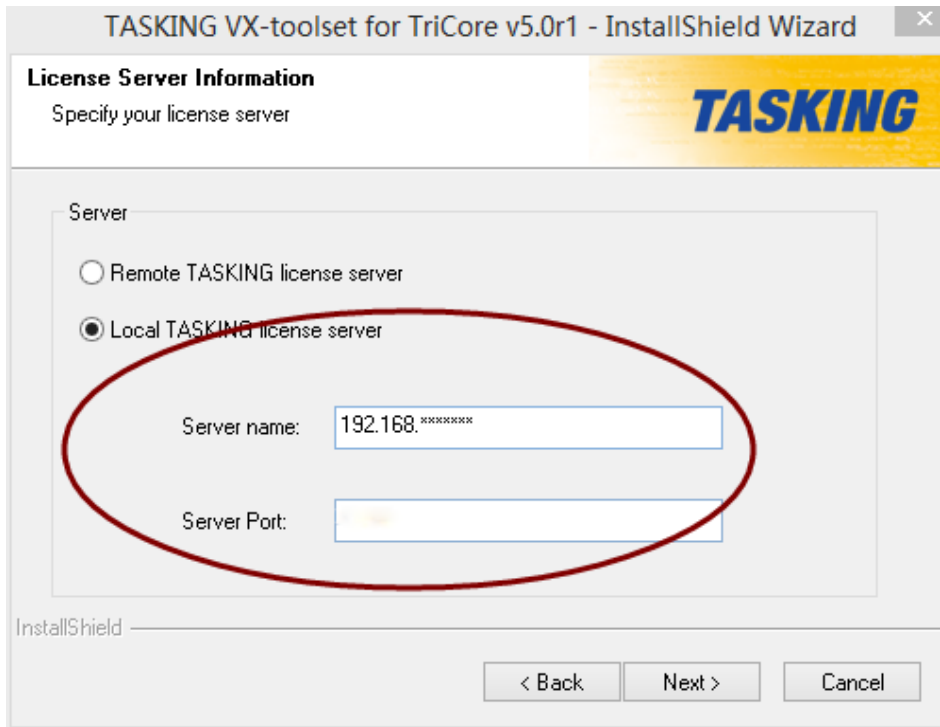 TASKING VX-toolset for TriCore v5.0r1 - InstallShield Wizard
License Server Information
Specify your license server
TASKING
Server
Remote TASKING license server
Local TASKING license server
Server name: 192.168.*******
Server Port:
InstallShield
< Back Next > Cancel